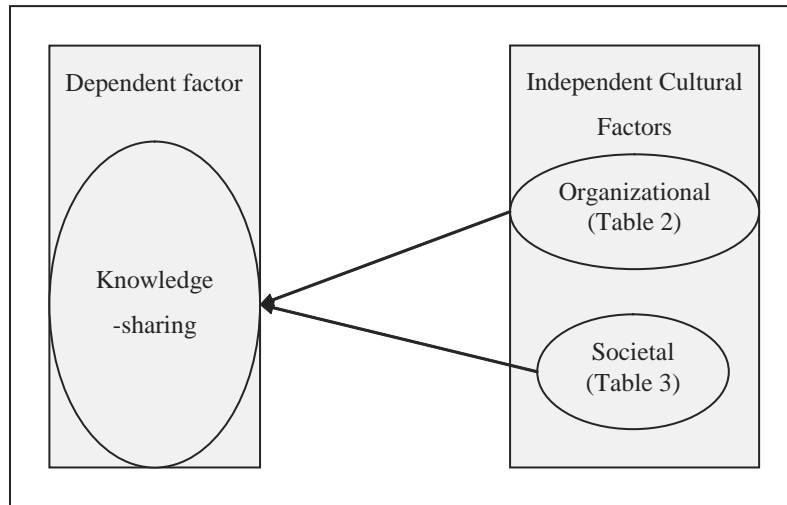 Dependent factor
Knowledge
-sharing
Independent Cultural
Factors
Organizational
(Table 2)
Societal
(Table 3)